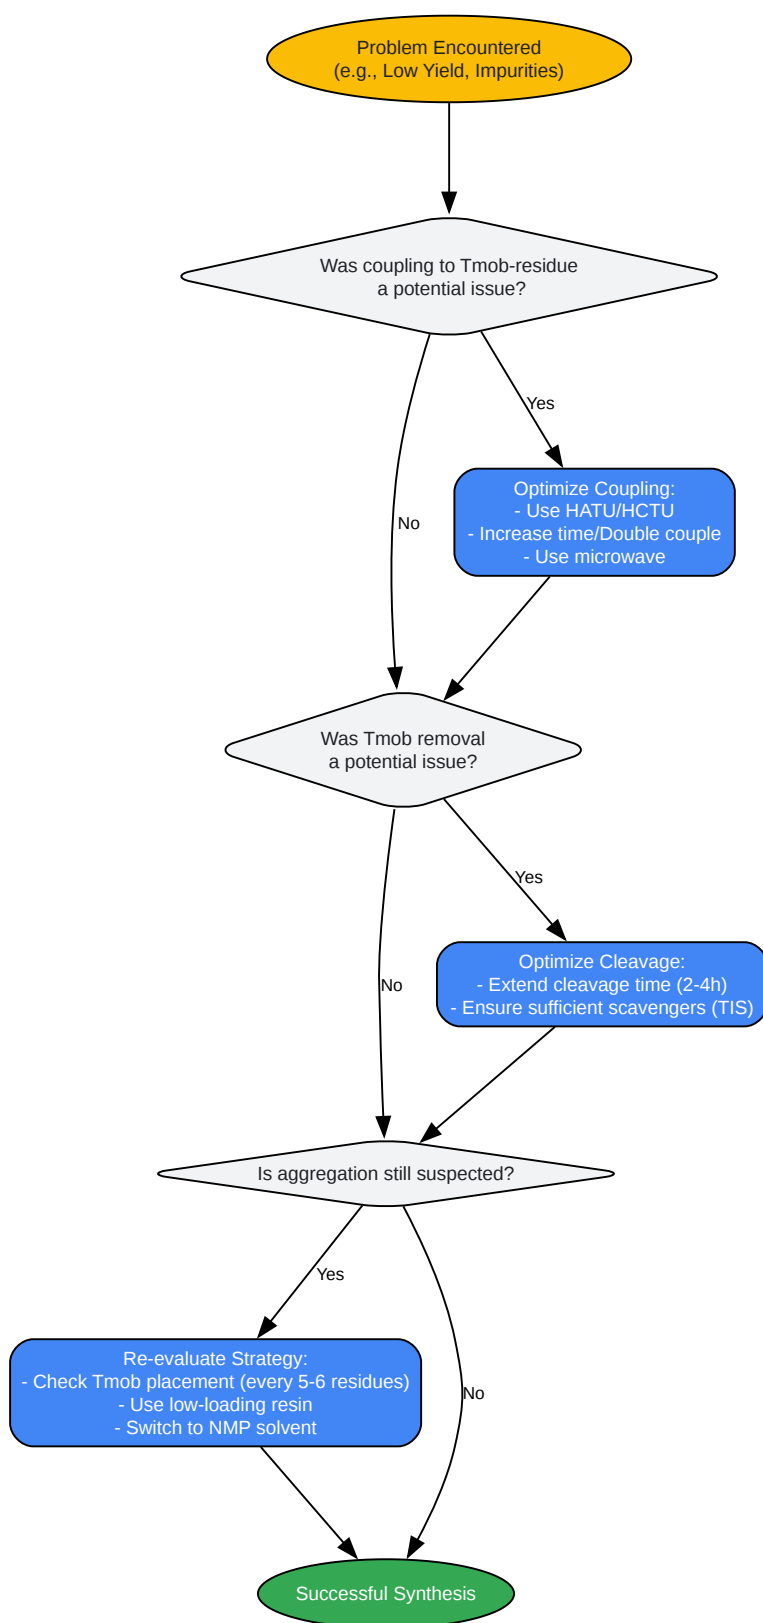 Problem Encountered
(e.g., Low Yield, Impurities)
Was coupling to Tmob-residue
a potential issue?
Yes
Optimize Coupling:
- Use HATU/HCTU
- Increase time/Double couple
- Use microwave
No
Was Tmob removal
a potential issue?
Yes
Optimize Cleavage:
- Extend cleavage time (2-4h)
- Ensure sufficient scavengers (TIS)
No
Is aggregation still suspected?
Yes
Re-evaluate Strategy:
- Check Tmob placement (every 5-6 residues)
- Use low-loading resin
- Switch to NMP solvent
No
Successful Synthesis